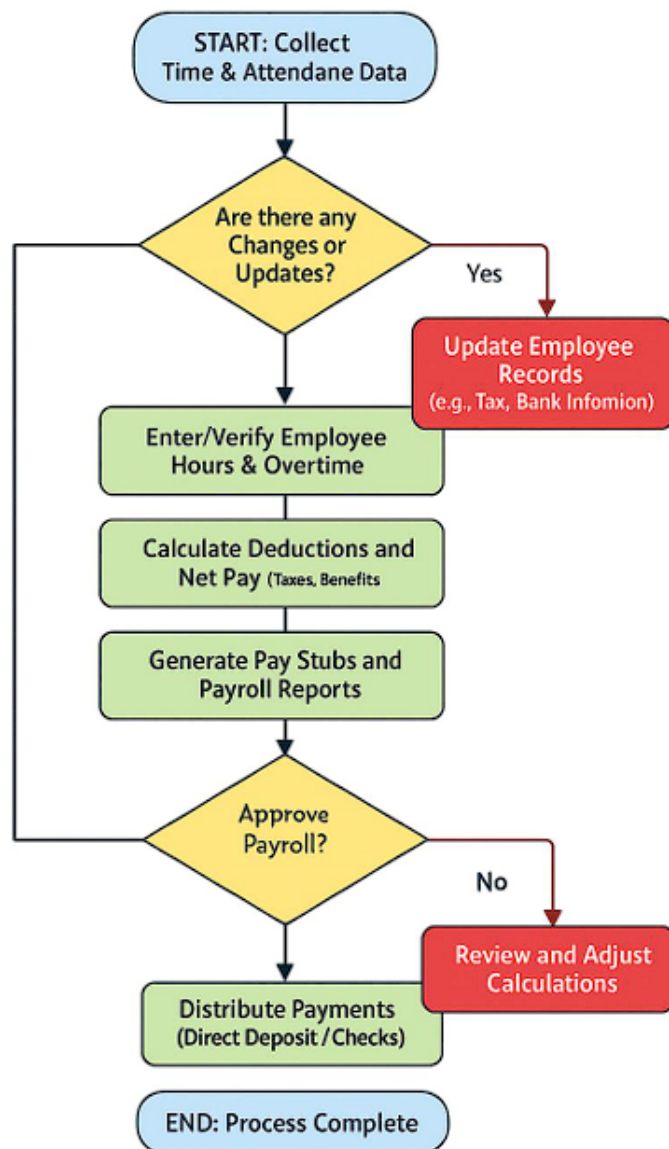 START: Collect
Time & Attendane Data
Are there any
Changes or
Updates?
Yes
Update Employee
Records
(e.g., Tax, Bank Infomion)
Enter/Verify Employee
Hours & Overtime
Calculate Deductions and
Net Pay (Taxes, Benefits
Generate Pay Stubs and
Payroll Reports
Approve
Payroll?
No
Review and Adjust
Calculations
Distribute Payments
(Direct Deposit / Checks)
END: Process Complete